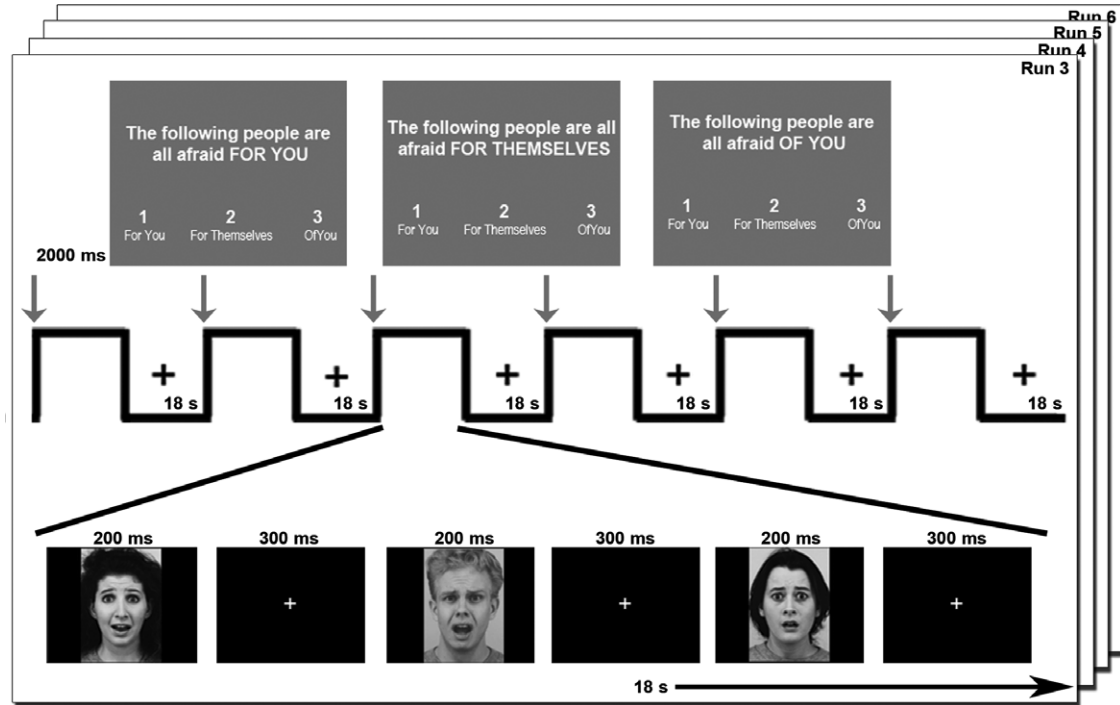 Run 6
Run 5
Run 4
Run 3
The following people are
all afraid FOR YOU
1 2 3
For You For Themselves OfYou
The following people are all
afraid FOR THEMSELVES
1 2 3
For You For Themselves OfYou
The following people are
all afraid OF YOU
1 2 3
For You For Themselves OfYou
2000 ms
+ + + + + +
18 s 18 s 18 s 18 s 18 s 18 s
200 ms 300 ms 200 ms 300 ms 200 ms 300 ms
+ + +
18 s